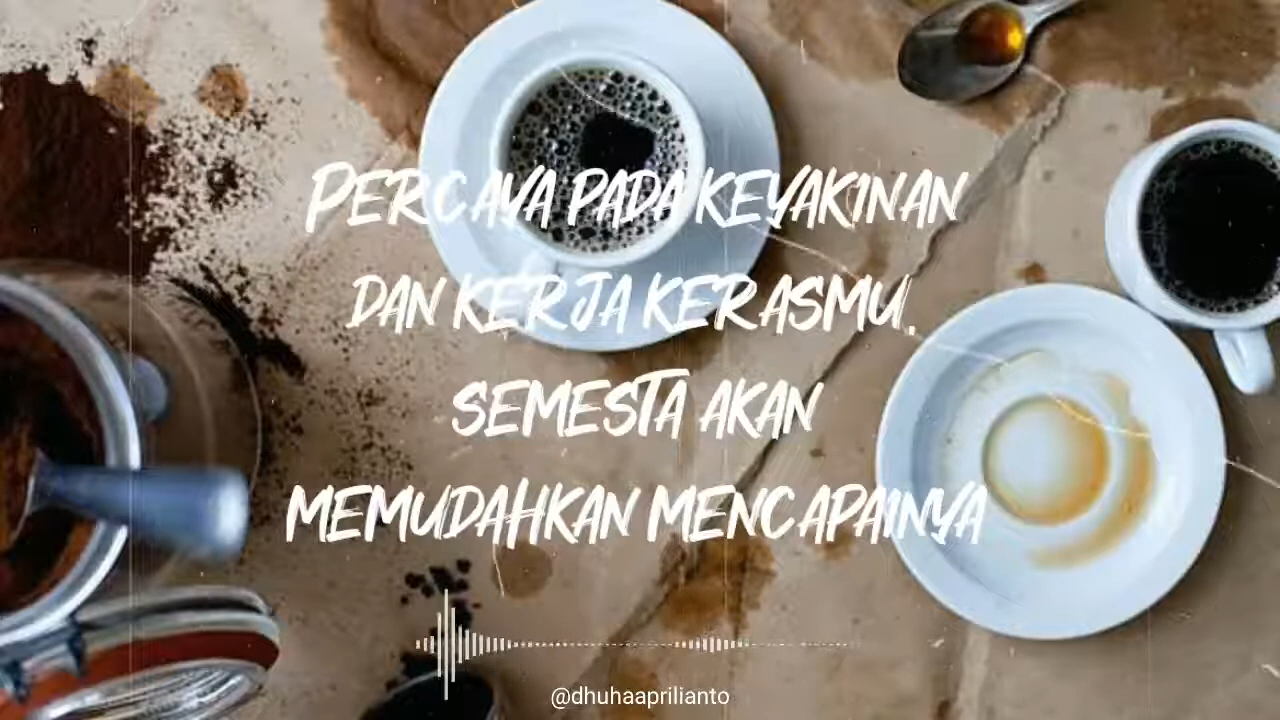 PERCAYA PADA KEYAKINAN
DAN KERJA KERASMU.
SEMESTA AKAN
MEMUDAHKAN MENCAPAINYA
@dhuhaaprilianto